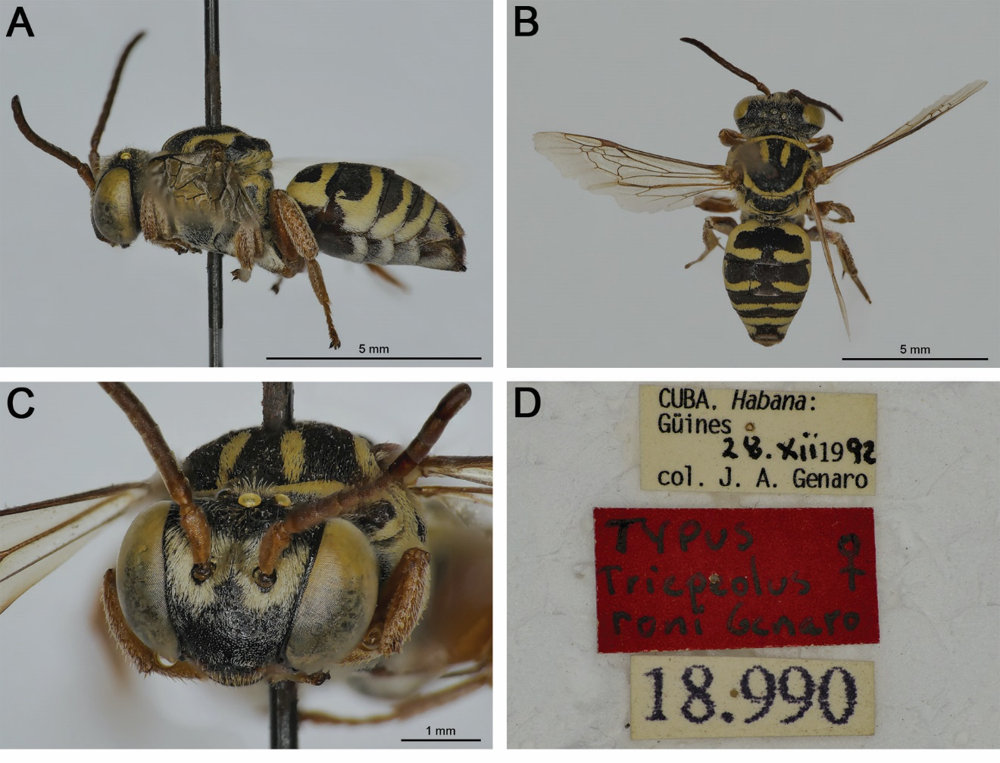 A
5 mm
B
5 mm
C
1 mm
D
CUBA. Habana:
Güines
28.xii1992
col. J. A. Genaro
Typus ♀
Triepeolus
roni Genaro
18.990